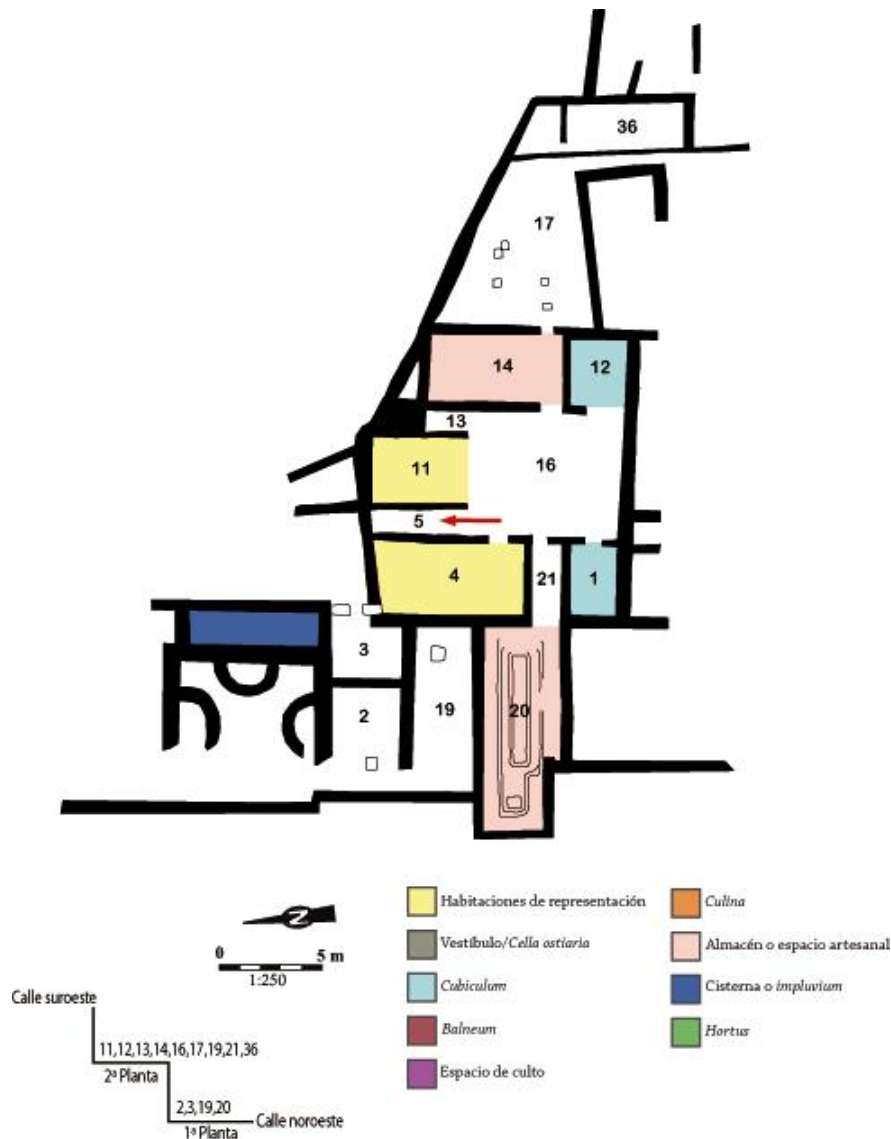 36
17
14
12
13
11
16
5
4
21
1
3
2
19
20
N
0 5 m
1:250
Habitaciones de representación
Vestíbulo/Cella ostiaria
Cubiculum
Balneum
Espacio de culto
Culina
Almacén o espacio artesanal
Cisterna o impluvium
Hortus
Calle suroeste
11,12,13,14,16,17,19,21,36
2ª Planta
2,3,19,20
Calle noroeste
1ª Planta